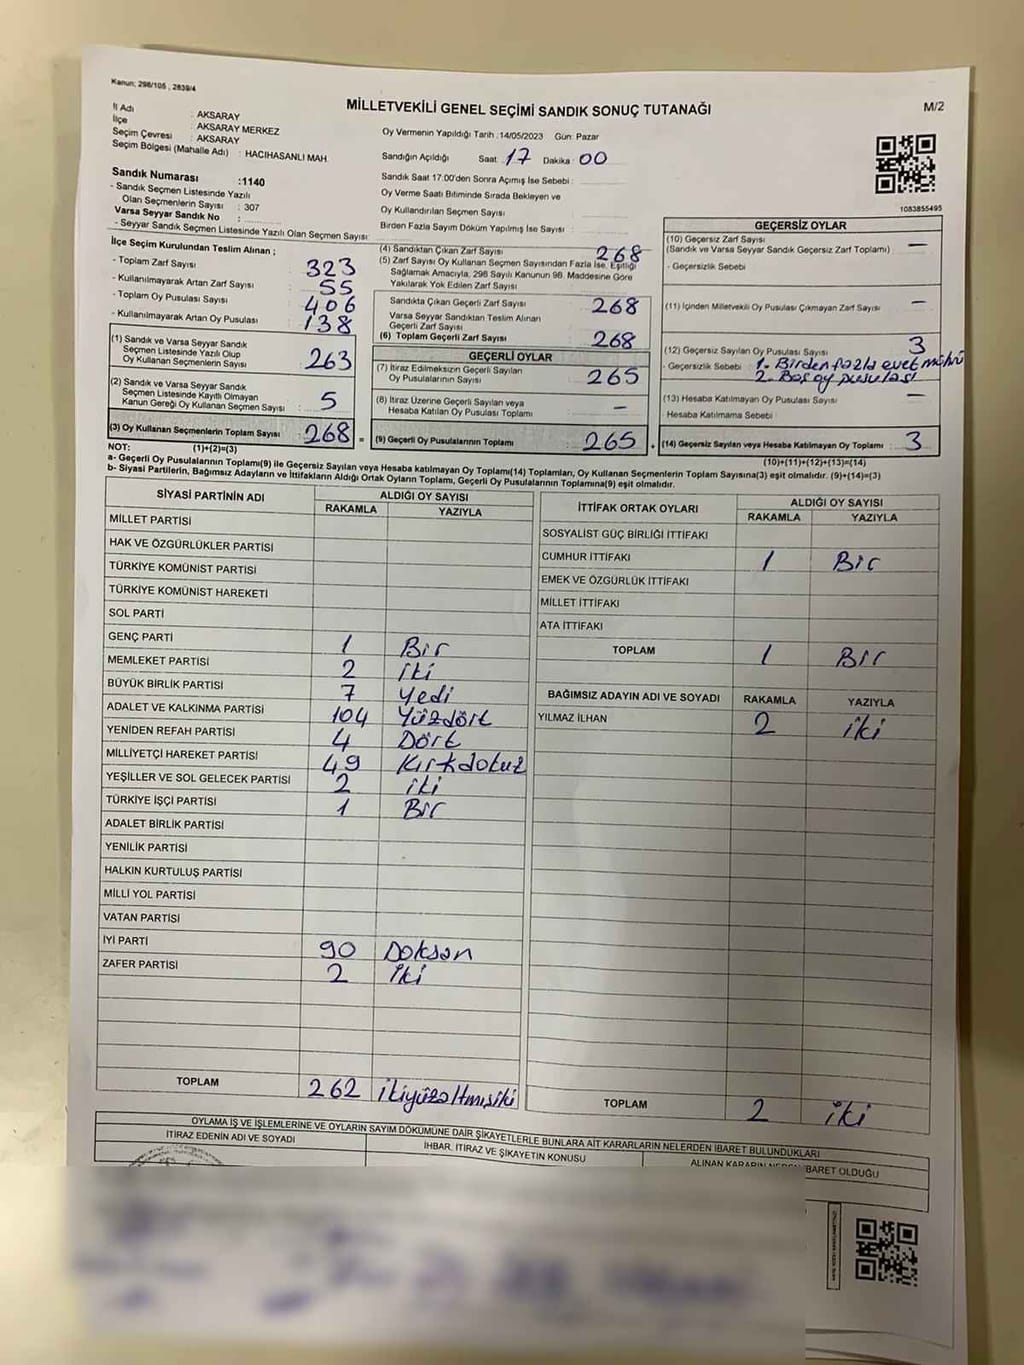 Kanun: 298/105 , 2839/4
MİLLETVEKİLİ GENEL SEÇİMİ SANDIK SONUÇ TUTANAĞI
M/2
İl Adı : AKSARAY
İlçe : AKSARAY MERKEZ
Seçim Çevresi : AKSARAY
Seçim Bölgesi (Mahalle Adı) : HACIHASANLI MAH.
Sandık Numarası :1140
- Sandık Seçmen Listesinde Yazılı
Olan Seçmenlerin Sayısı : 307
Varsa Seyyar Sandık No :
- Seyyar Sandık Seçmen Listesinde Yazılı Olan Seçmen Sayısı:
Oy Vermenin Yapıldığı Tarih :14/05/2023 Gün: Pazar
Sandığın Açıldığı Saat 17 Dakika : 00
Sandık Saat 17:00'den Sonra Açımış İse Sebebi :
Oy Verme Saati Bitiminde Sırada Bekleyen ve
Oy Kullandırılan Seçmen Sayısı :
Birden Fazla Sayım Döküm Yapılmış İse Sayısı :
1083855495
İlçe Seçim Kurulundan Teslim Alınan ;
- Toplam Zarf Sayısı : 323
- Kullanılmayarak Artan Zarf Sayısı : 55
- Toplam Oy Pusulası Sayısı : 406
- Kullanılmayarak Artan Oy Pusulası : 138
(1) Sandık ve Varsa Seyyar Sandık
Seçmen Listesinde Yazılı Olup
Oy Kullanan Seçmenlerin Sayısı : 263
(2) Sandık ve Varsa Seyyar Sandık
Seçmen Listesinde Kayıtlı Olmayan
Kanun Gereği Oy Kullanan Seçmen Sayısı : 5
(3) Oy Kullanan Seçmenlerin Toplam Sayısı : 268 =
(4) Sandıktan Çıkan Zarf Sayısı : 268
(5) Zarf Sayısı Oy Kullanan Seçmen Sayısından Fazla İse, Eşitliği
Sağlamak Amacıyla, 298 Sayılı Kanunun 98. Maddesine Göre
Yakılarak Yok Edilen Zarf Sayısı :
Sandıkta Çıkan Geçerli Zarf Sayısı : 268
Varsa Seyyar Sandıktan Teslim Alınan
Geçerli Zarf Sayısı :
(6) Toplam Geçerli Zarf Sayısı : 268
GEÇERLİ OYLAR
(7) İtiraz Edilmeksizin Geçerli Sayılan
Oy Pusulalarının Sayısı : 265
(8) İtiraz Üzerine Geçerli Sayılan veya
Hesaba Katılan Oy Pusulası Toplamı : -
(9) Geçerli Oy Pusulalarının Toplamı : 265 +
GEÇERSİZ OYLAR
(10) Geçersiz Zarf Sayısı
(Sandık ve Varsa Seyyar Sandık Geçersiz Zarf Toplamı) : -
- Geçersizlik Sebebi :
(11) İçinden Milletvekili Oy Pusulası Çıkmayan Zarf Sayısı : -
(12) Geçersiz Sayılan Oy Pusulası Sayısı : 3
- Geçersizlik Sebebi : 1. Birden fazla evet mührü
2. Boş oy pusulası
(13) Hesaba Katılmayan Oy Pusulası Sayısı : -
- Hesaba Katılmama Sebebi :
(14) Geçersiz Sayılan veya Hesaba Katılmayan Oy Toplamı : 3
NOT: (1)+(2)=(3)
(10)+(11)+(12)+(13)=(14)
a- Geçerli Oy Pusulalarının Toplamı(9) ile Geçersiz Sayılan veya Hesaba katılmayan Oy Toplamı(14) Toplamları, Oy Kullanan Seçmenlerin Toplam Sayısına(3) eşit olmalıdır. (9)+(14)=(3)
b- Siyasi Partilerin, Bağımsız Adayların ve İttifakların Aldığı Ortak Oyların Toplamı, Geçerli Oy Pusulalarının Toplamına(9) eşit olmalıdır.
SİYASİ PARTİNİN ADI ALDIĞI OY SAYISI
RAKAMLA YAZIYLA
MİLLET PARTİSİ
HAK VE ÖZGÜRLÜKLER PARTİSİ
TÜRKİYE KOMÜNİST PARTİSİ
TÜRKİYE KOMÜNİST HAREKETİ
SOL PARTİ
GENÇ PARTİ 1 Bir
MEMLEKET PARTİSİ 2 iki
BÜYÜK BİRLİK PARTİSİ 7 Yedi
ADALET VE KALKINMA PARTİSİ 104 Yüzdört
YENİDEN REFAH PARTİSİ 4 Dört
MİLLİYETÇİ HAREKET PARTİSİ 49 Kırkdokuz
YEŞİLLER VE SOL GELECEK PARTİSİ 2 iki
TÜRKİYE İŞÇİ PARTİSİ 1 Bir
ADALET BİRLİK PARTİSİ
YENİLİK PARTİSİ
HALKIN KURTULUŞ PARTİSİ
MİLLİ YOL PARTİSİ
VATAN PARTİSİ
İYİ PARTİ 90 Doksan
ZAFER PARTİSİ 2 iki
TOPLAM 262 ikiyüzaltmışiki
İTTİFAK ORTAK OYLARI ALDIĞI OY SAYISI
RAKAMLA YAZIYLA
SOSYALİST GÜÇ BİRLİĞİ İTTİFAKI
CUMHUR İTTİFAKI 1 Bir
EMEK VE ÖZGÜRLÜK İTTİFAKI
MİLLET İTTİFAKI
ATA İTTİFAKI
TOPLAM 1 Bir
BAĞIMSIZ ADAYIN ADI VE SOYADI RAKAMLA YAZIYLA
YILMAZ İLHAN 2 iki
TOPLAM 2 iki
OYLAMA İŞ VE İŞLEMLERİNE VE OYLARIN SAYIM DÖKÜMÜNE DAİR ŞİKAYETLERLE BUNLARA AİT KARARLARIN NELERDEN İBARET BULUNDUKLARI
İTİRAZ EDENİN ADI VE SOYADI
İHBAR, İTİRAZ VE ŞİKAYETİN KONUSU
ALINAN KARARIN NEDEN İBARET OLDUĞU